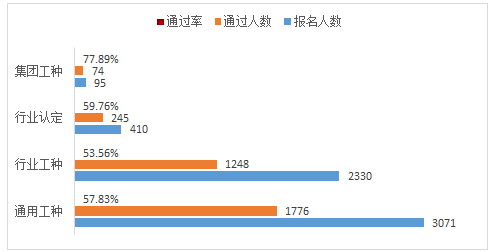 通过率 通过人数 报名人数
77.89%
集团工种 74
95
59.76%
行业认定 245
410
53.56%
行业工种 1248
2330
57.83%
通用工种 1776
3071